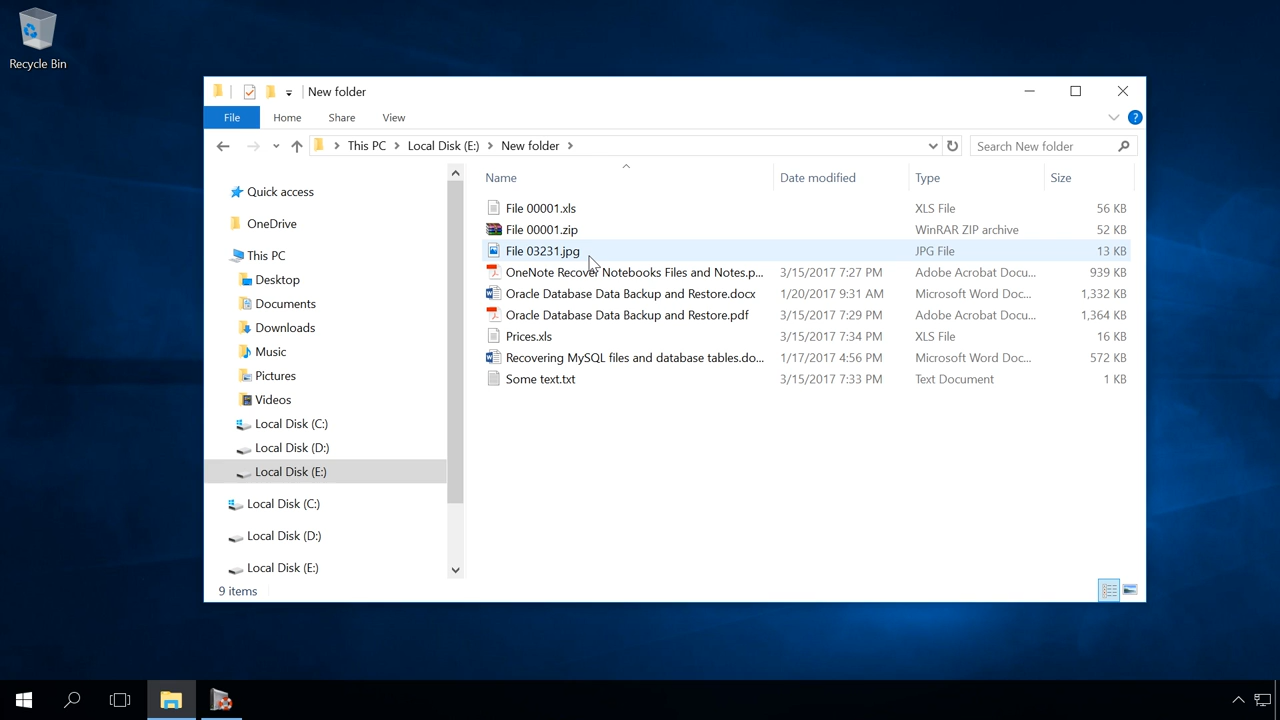 Recycle Bin
New folder
File
Home
Share
View
?
This PC
Local Disk (E:)
New folder
Search New folder
Quick access
OneDrive
This PC
Desktop
Documents
Downloads
Music
Pictures
Videos
Local Disk (C:)
Local Disk (D:)
Local Disk (E:)
Local Disk (C:)
Local Disk (D:)
Local Disk (E:)
Name Date modified Type Size
File 00001.xls XLS File 56 KB
File 00001.zip WinRAR ZIP archive 52 KB
File 03231.jpg JPG File 13 KB
OneNote Recover Notebooks Files and Notes.p... 3/15/2017 7:27 PM Adobe Acrobat Docu... 939 KB
Oracle Database Data Backup and Restore.docx 1/20/2017 9:31 AM Microsoft Word Doc... 1,332 KB
Oracle Database Data Backup and Restore.pdf 3/15/2017 7:29 PM Adobe Acrobat Docu... 1,364 KB
Prices.xls 3/15/2017 7:34 PM XLS File 16 KB
Recovering MySQL files and database tables.do... 1/17/2017 4:56 PM Microsoft Word Doc... 572 KB
Some text.txt 3/15/2017 7:33 PM Text Document 1 KB
9 items